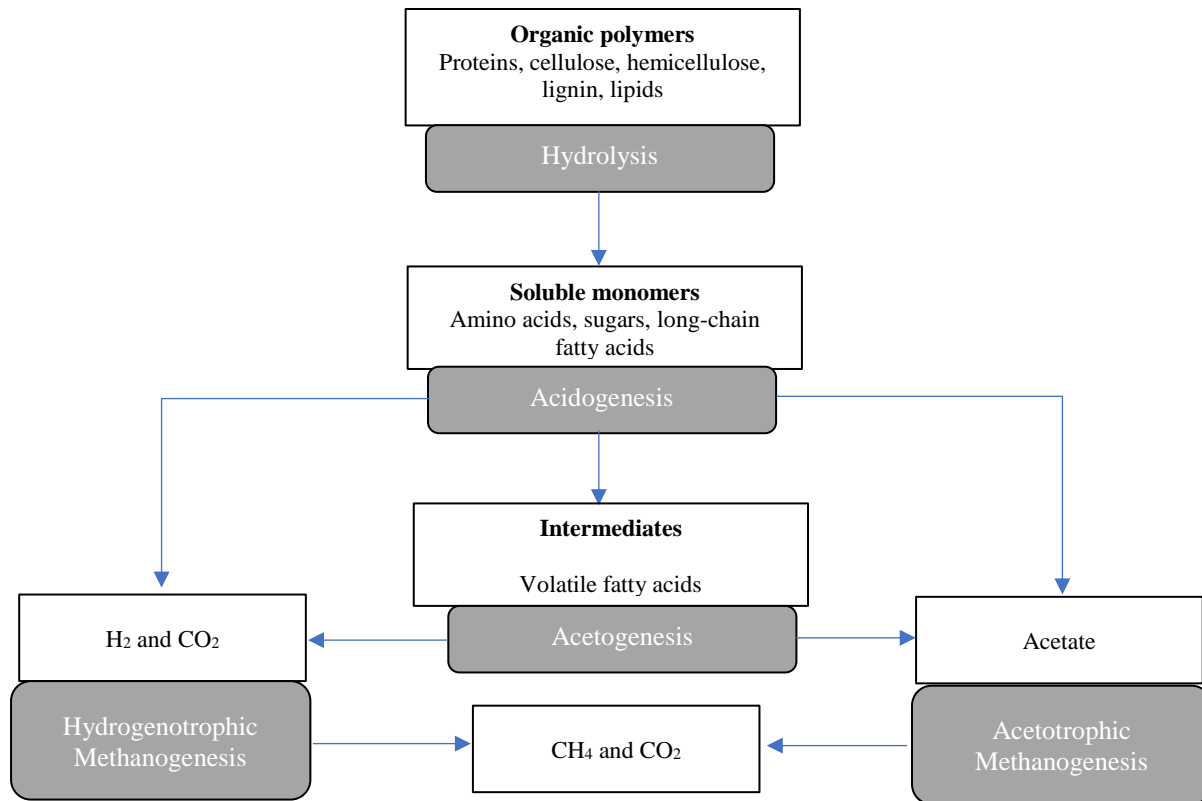 Organic polymers
Proteins, cellulose, hemicellulose,
lignin, lipids
Hydrolysis
Soluble monomers
Amino acids, sugars, long-chain
fatty acids
Acidogenesis
Intermediates
Volatile fatty acids
H₂ and CO₂
Acetogenesis
Acetate
Hydrogenotrophic
Methanogenesis
CH₄ and CO₂
Acetotrophic
Methanogenesis